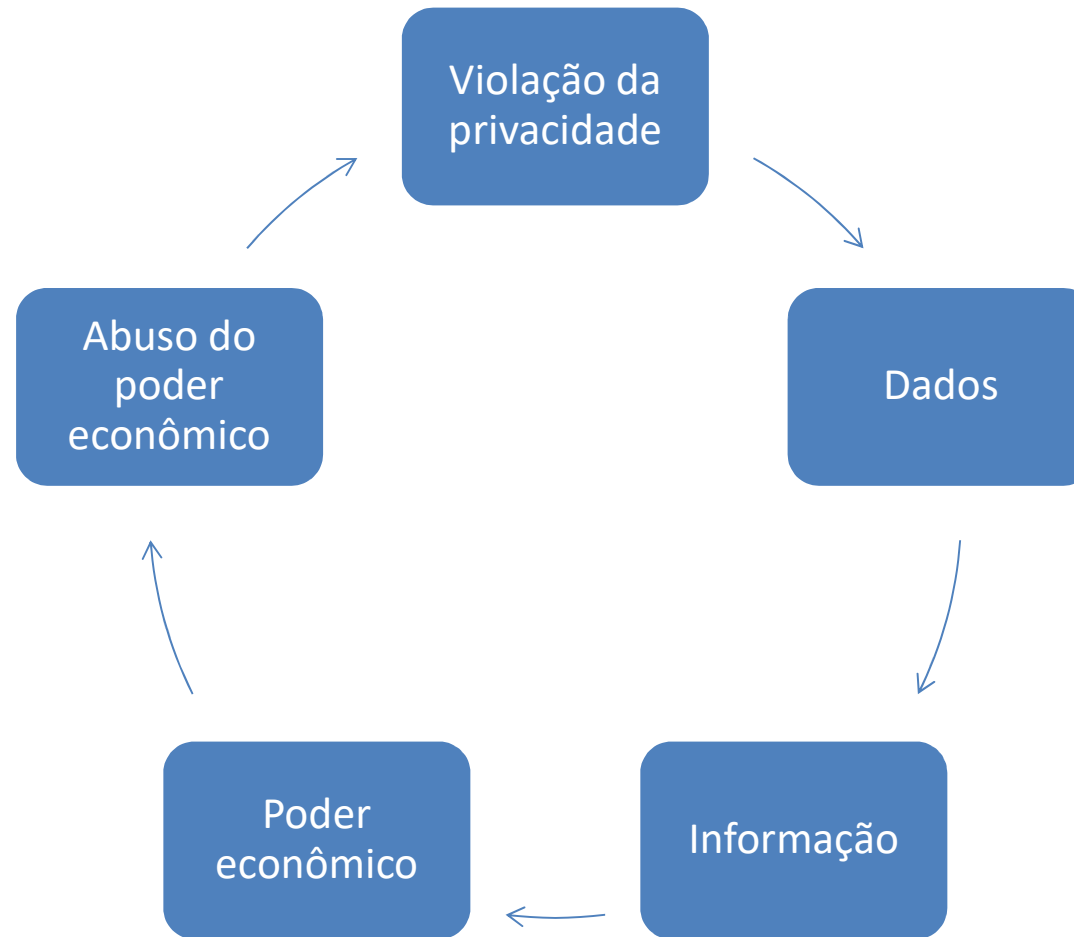 Violação da
privacidade
Dados
Informação
Poder
econômico
Abuso do
poder
econômico